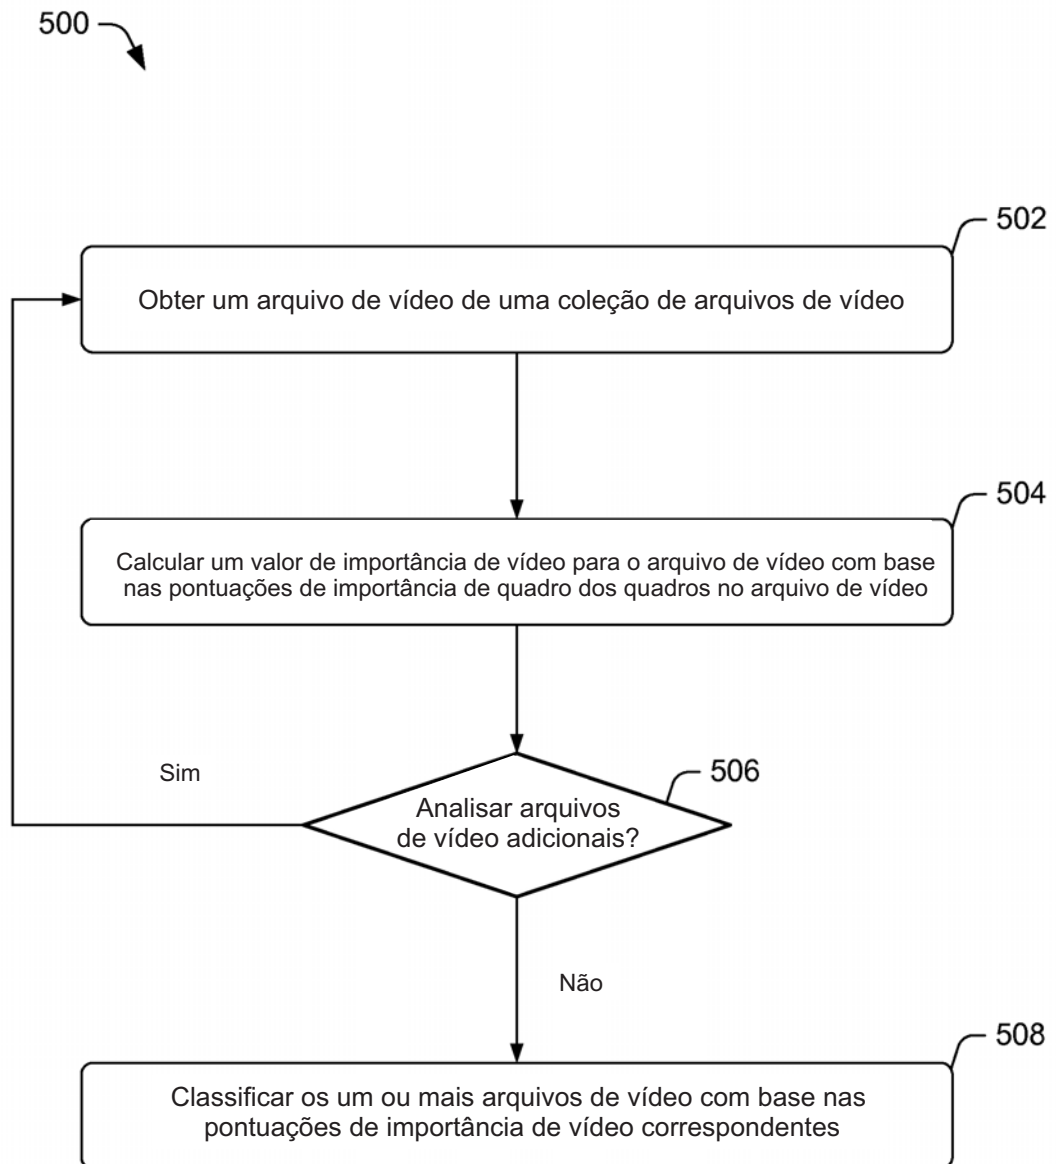 500
502
Obter um arquivo de vídeo de uma coleção de arquivos de vídeo
504
Calcular um valor de importância de vídeo para o arquivo de vídeo com base
nas pontuações de importância de quadro dos quadros no arquivo de vídeo
Sim
506
Analisar arquivos
de vídeo adicionais?
Não
508
Classificar os um ou mais arquivos de vídeo com base nas
pontuações de importância de vídeo correspondentes